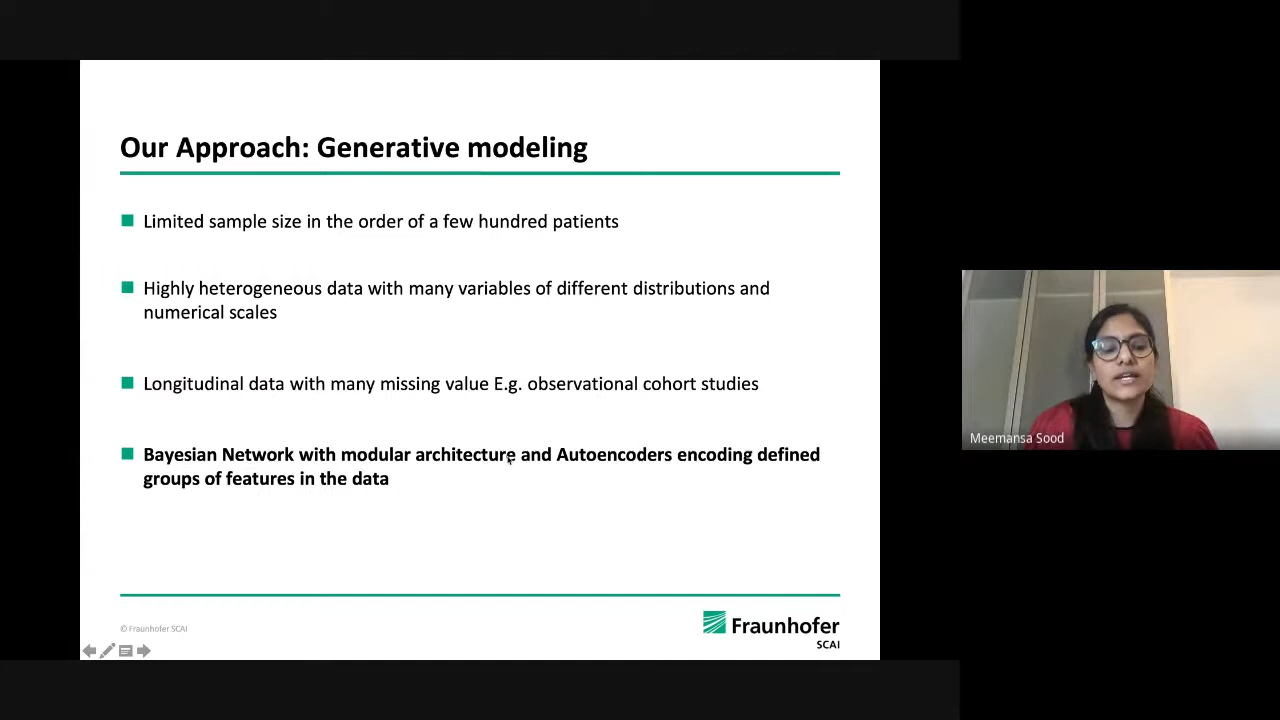 Our Approach: Generative modeling
Limited sample size in the order of a few hundred patients
Highly heterogeneous data with many variables of different distributions and
numerical scales
Longitudinal data with many missing value E.g. observational cohort studies
Bayesian Network with modular architecture and Autoencoders encoding defined
groups of features in the data
© Fraunhofer SCAI
Fraunhofer
SCAI
Meemansa Sood